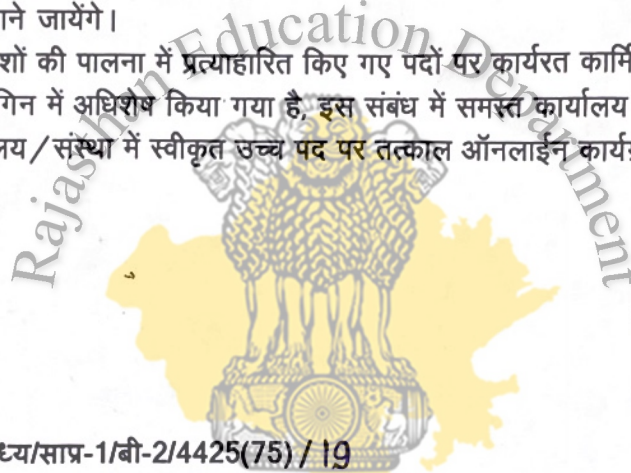 ने जायेंगे।
शों की पालना में प्रत्याहारित किए गए पदों पर कार्यरत कार्मि
गिन में अधिशेष किया गया है, इस संबंध में समस्त कार्यालय
लय/संस्था में स्वीकृत उच्च पद पर तत्काल ऑनलाईन कार्य
Rajasthan Education Department
ध्य/साप्र-1/बी-2/4425(75)/19